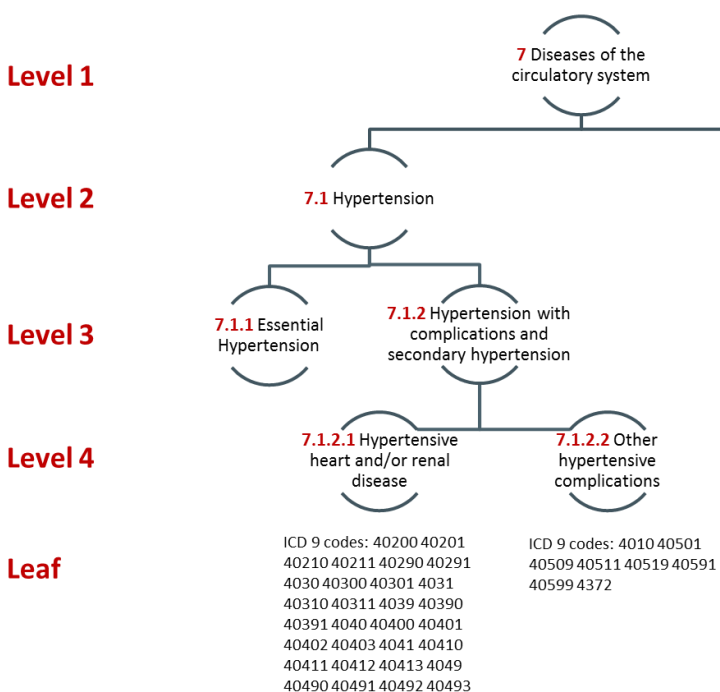 Level 1
7 Diseases of the
circulatory system
Level 2
7.1 Hypertension
Level 3
7.1.1 Essential
Hypertension
7.1.2 Hypertension with
complications and
secondary hypertension
Level 4
7.1.2.1 Hypertensive
heart and/or renal
disease
7.1.2.2 Other
hypertensive
complications
Leaf
ICD 9 codes: 40200 40201
40210 40211 40290 40291
4030 40300 40301 4031
40310 40311 4039 40390
40391 4040 40400 40401
40402 40403 4041 40410
40411 40412 40413 4049
40490 40491 40492 40493
ICD 9 codes: 4010 40501
40509 40511 40519 40591
40599 4372